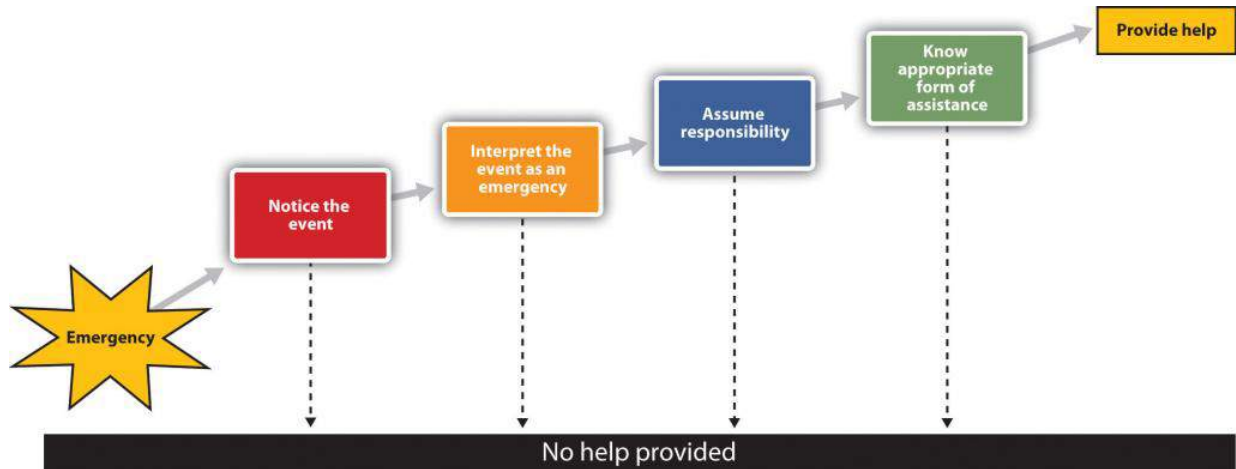 Emergency
Notice the
event
Interpret the
event as an
emergency
Assume
responsibility
Know
appropriate
form of
assistance
Provide help
No help provided